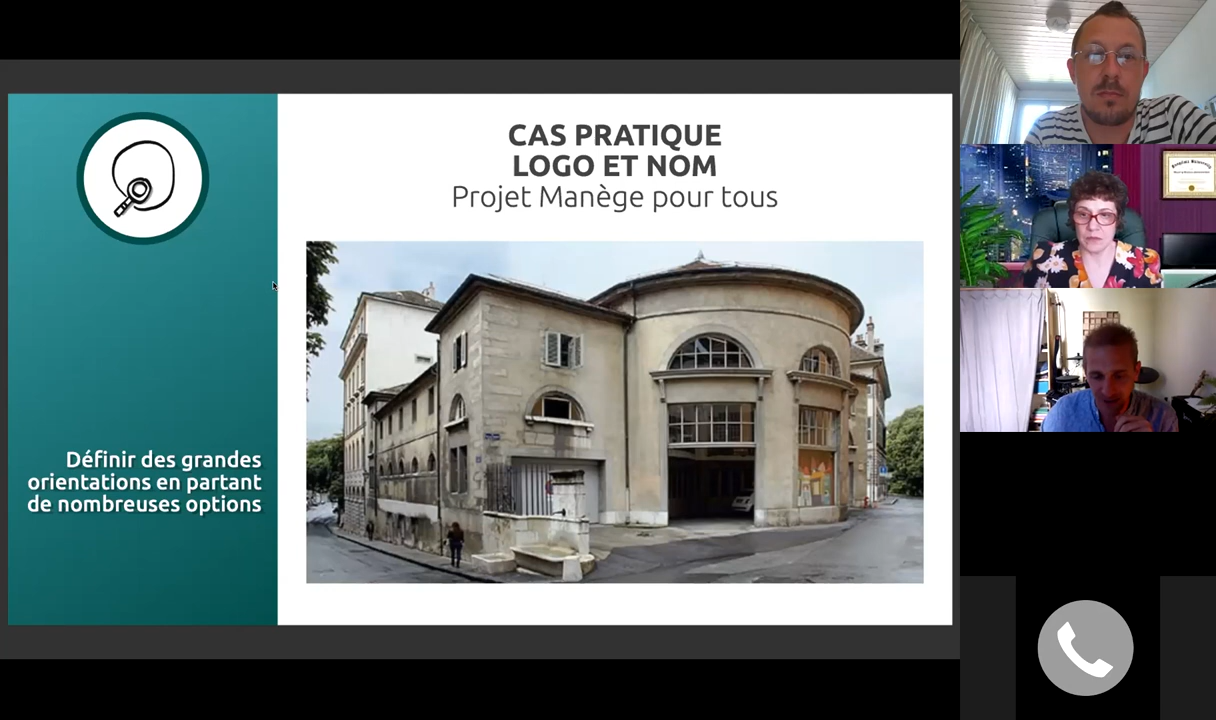 CAS PRATIQUE
LOGO ET NOM
Projet Manège pour tous
Définir des grandes
orientations en partant
de nombreuses options